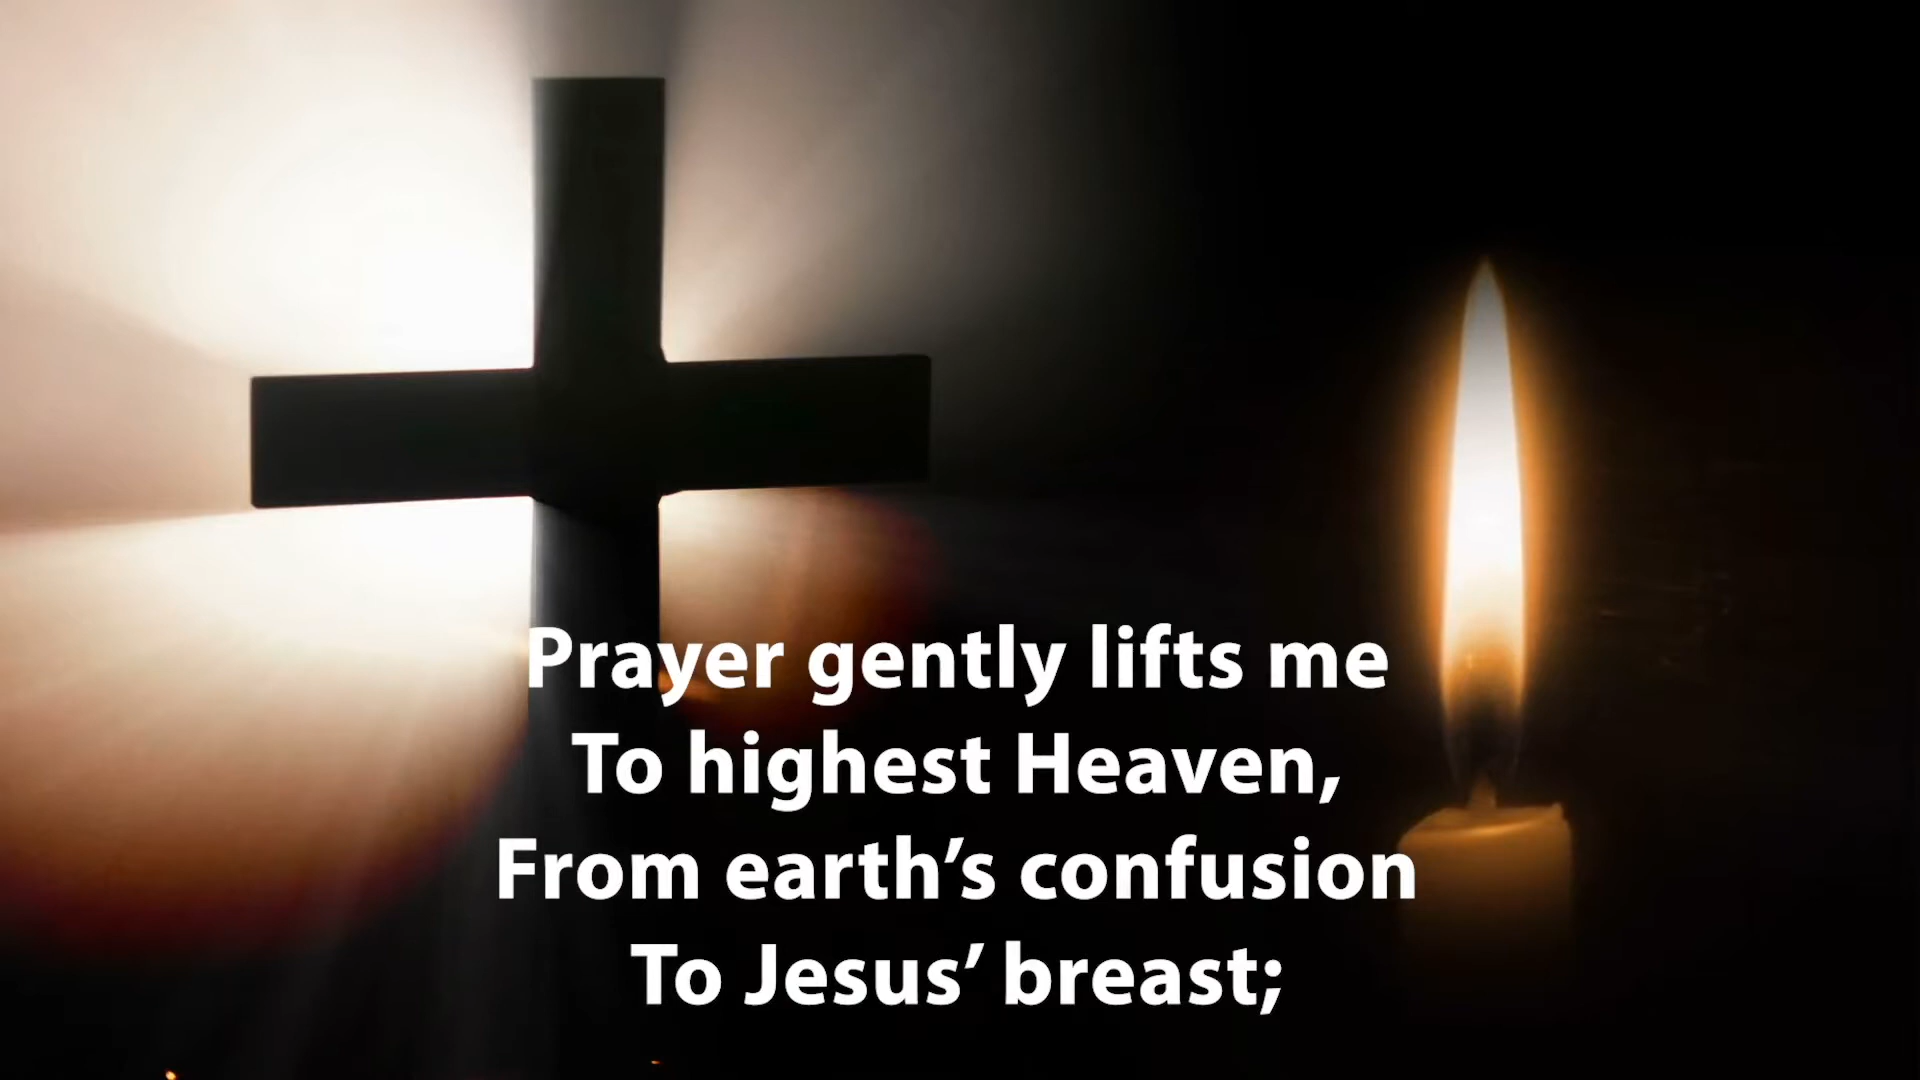 Prayer gently lifts me
To highest Heaven,
From earth’s confusion
To Jesus’ breast;